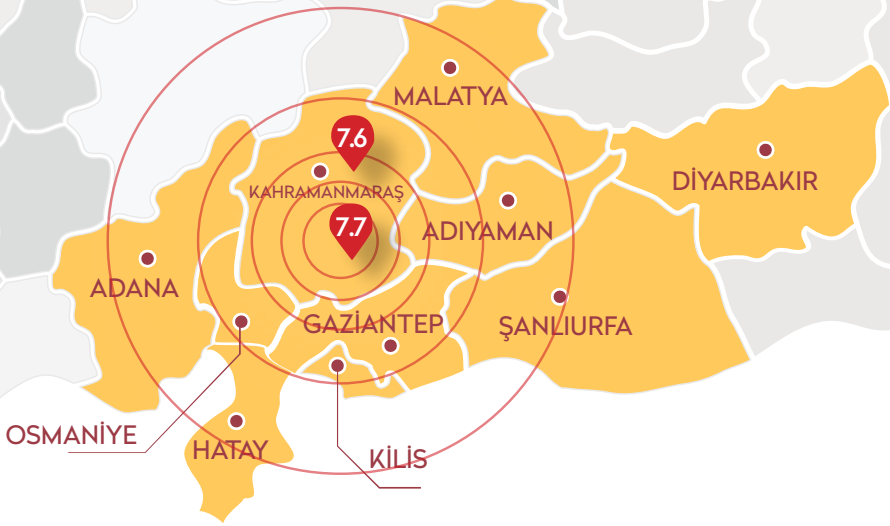 MALATYA
7.6
DİYARBAKIR
KAHRAMANMARAŞ
7.7
ADIYAMAN
ADANA
GAZİANTEP
ŞANLIURFA
OSMANİYE
HATAY
KİLİS